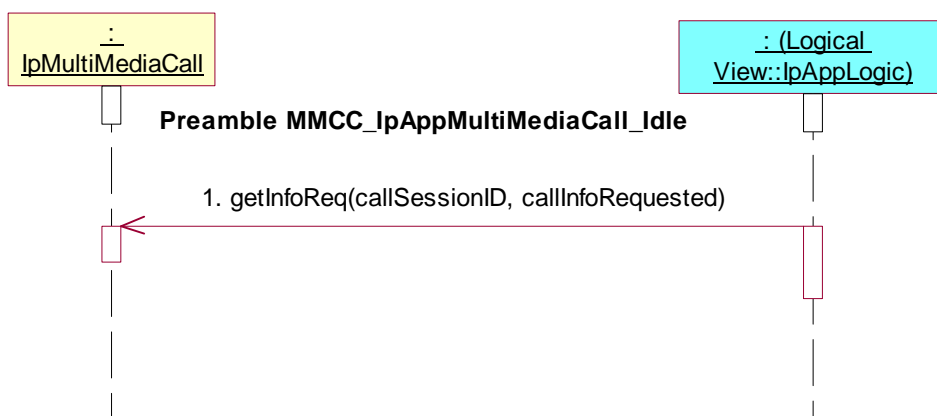 :
IpMultiMediaCall
: (Logical
View::IpAppLogic)
Preamble MMCC_IpAppMultiMediaCall_Idle
1. getInfoReq(callSessionID, callInfoRequested)